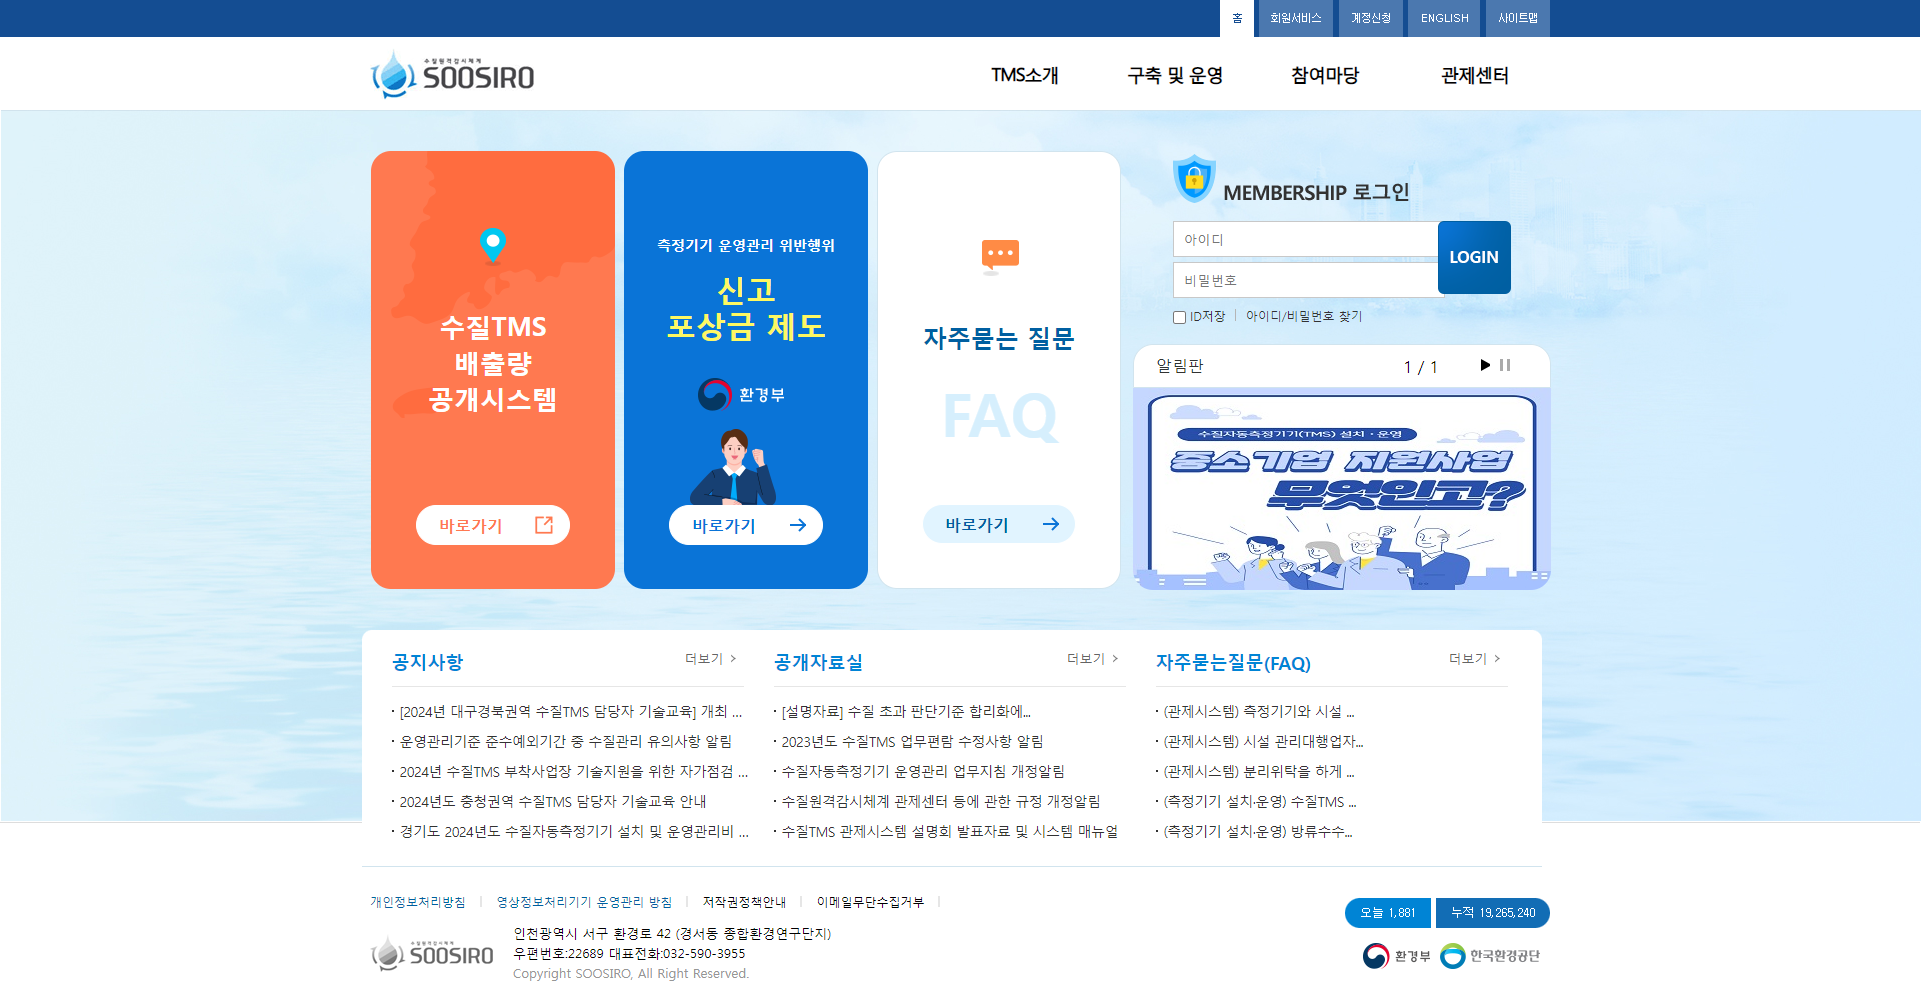 홈
회원서비스
계정신청
ENGLISH
사이트맵
수질원격감시체계
SOOSIRO
TMS소개
구축 및 운영
참여마당
관제센터
수질TMS
배출량
공개시스템
바로가기
측정기기 운영관리 위반행위
신고
포상금 제도
환경부
바로가기
자주묻는 질문
FAQ
바로가기
MEMBERSHIP 로그인
아이디
비밀번호
LOGIN
ID저장
아이디/비밀번호 찾기
알림판
1 / 1
수질자동측정기기(TMS) 설치 · 운영
중소기업 지원사업
무엇인고?
공지사항
더보기 >
· [2024년 대구경북권역 수질TMS 담당자 기술교육] 개최 ...
· 운영관리기준 준수예외기간 중 수질관리 유의사항 알림
· 2024년 수질TMS 부착사업장 기술지원을 위한 자가점검 ...
· 2024년도 충청권역 수질TMS 담당자 기술교육 안내
· 경기도 2024년도 수질자동측정기기 설치 및 운영관리비 ...
공개자료실
더보기 >
· [설명자료] 수질 초과 판단기준 합리화에...
· 2023년도 수질TMS 업무편람 수정사항 알림
· 수질자동측정기기 운영관리 업무지침 개정알림
· 수질원격감시체계 관제센터 등에 관한 규정 개정알림
· 수질TMS 관제시스템 설명회 발표자료 및 시스템 매뉴얼
자주묻는질문(FAQ)
더보기 >
· (관제시스템) 측정기기와 시설 ...
· (관제시스템) 시설 관리대행업자...
· (관제시스템) 분리위탁을 하게 ...
· (측정기기 설치·운영) 수질TMS ...
· (측정기기 설치·운영) 방류수수...
개인정보처리방침
영상정보처리기기 운영관리 방침
저작권정책안내
이메일무단수집거부
오늘 1,881
누적 19,265,240
수질원격감시체계
SOOSIRO
인천광역시 서구 환경로 42 (경서동 종합환경연구단지)
우편번호:22689 대표전화:032-590-3955
Copyright SOOSIRO, All Right Reserved.
환경부
한국환경공단